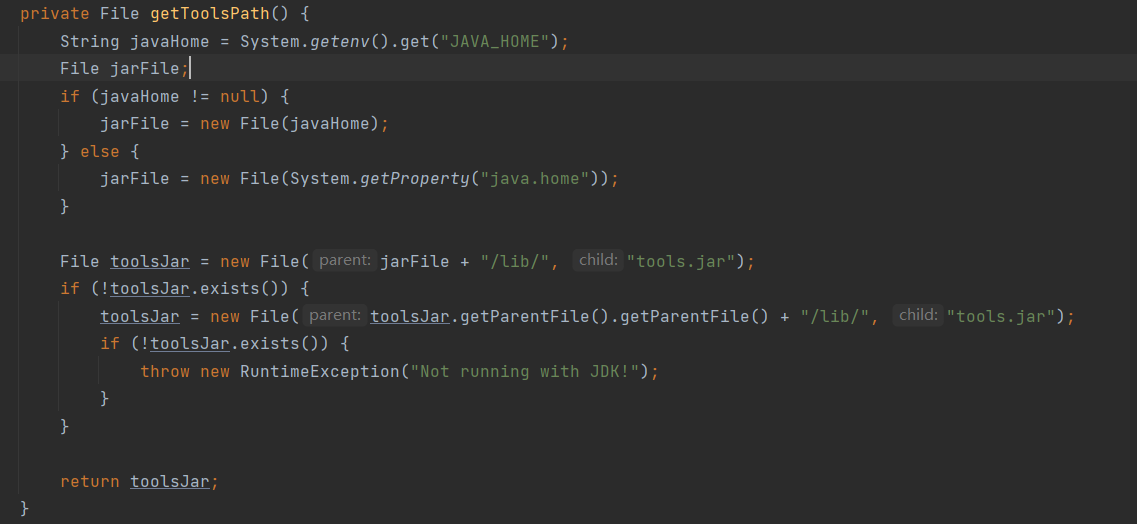 private File getToolsPath() {
    String javaHome = System.getenv().get("JAVA_HOME");
    File jarFile;
    if (javaHome != null) {
        jarFile = new File(javaHome);
    } else {
        jarFile = new File(System.getProperty("java.home"));
    }

    File toolsJar = new File( parent: jarFile + "/lib/", child: "tools.jar");
    if (!toolsJar.exists()) {
        toolsJar = new File( parent: toolsJar.getParentFile().getParentFile() + "/lib/", child: "tools.jar");
        if (!toolsJar.exists()) {
            throw new RuntimeException("Not running with JDK!");
        }
    }

    return toolsJar;
}